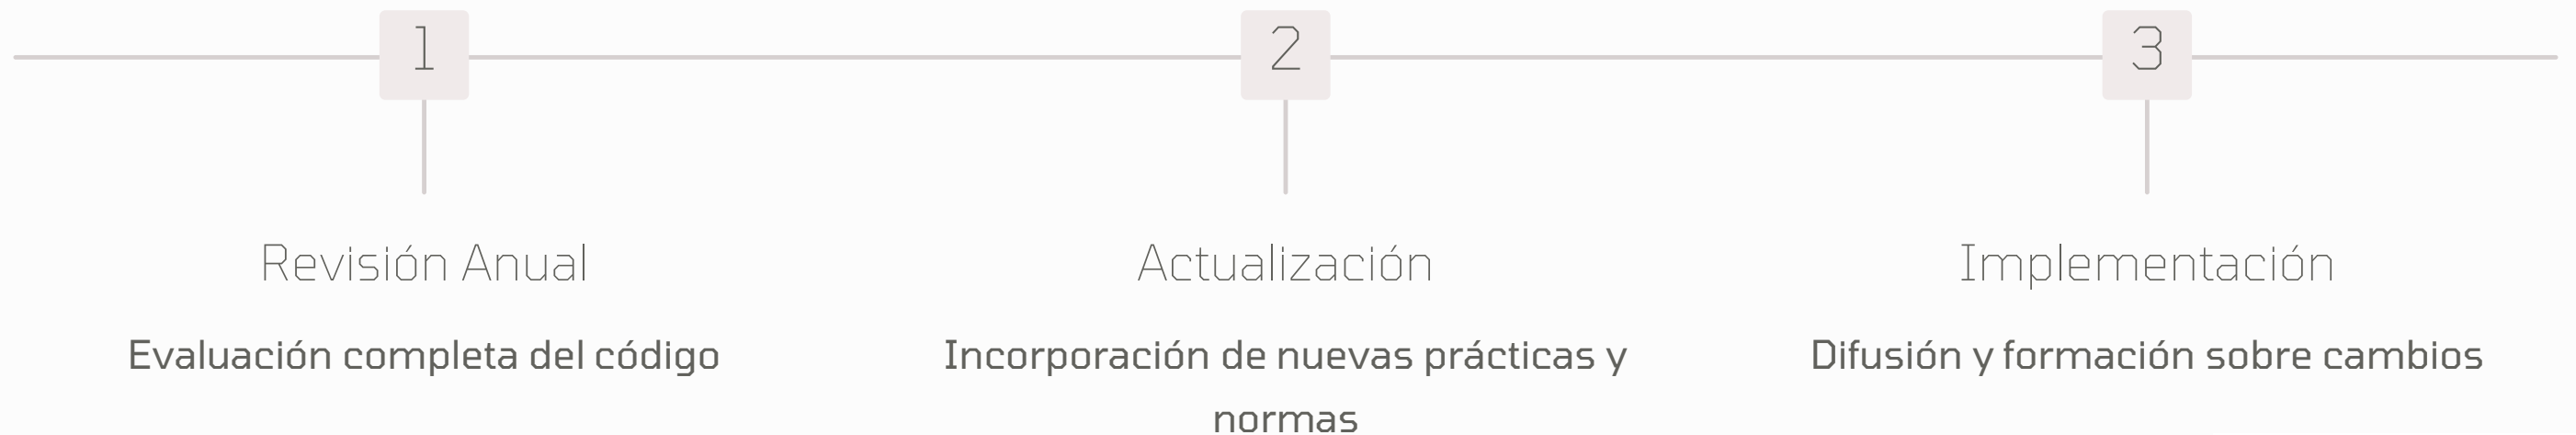 1
2
3
Revisión Anual
Evaluación completa del código
Actualización
Incorporación de nuevas prácticas y
normas
Implementación
Difusión y formación sobre cambios